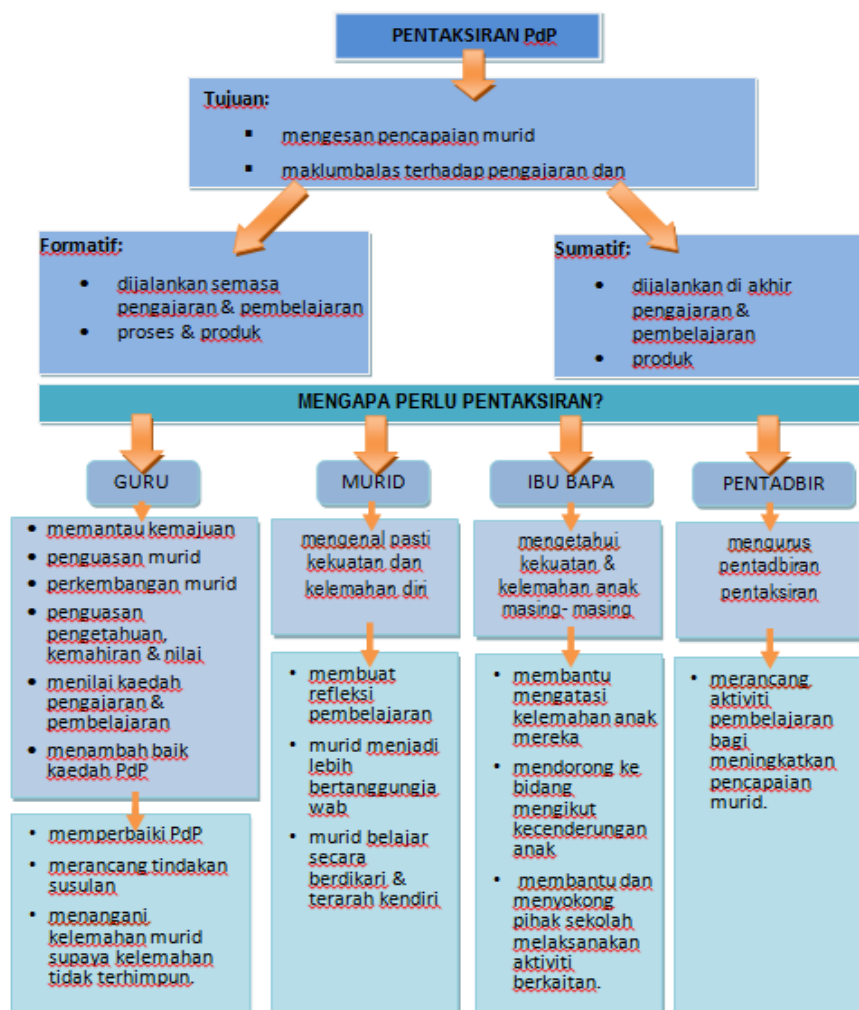 PENTAKSIRAN PdP
Tujuan:
▪ mengesan pencapaian murid
▪ maklumbalas terhadap pengajaran dan
Formatif:
• dijalankan semasa
pengajaran & pembelajaran
• proses & produk
Sumatif:
• dijalankan di akhir
pengajaran &
pembelajaran
• produk
MENGAPA PERLU PENTAKSIRAN?
GURU
• memantau kemajuan
• penguasan murid
• perkembangan murid
• penguasan
pengetahuan,
kemahiran & nilai
• menilai kaedah
pengajaran &
pembelajaran
• menambah baik
kaedah PdP
• memperbaiki PdP
• merancang tindakan
susulan
• menangani
kelemahan murid
supaya kelemahan
tidak terhimpun.
MURID
mengenal pasti
kekuatan dan
kelemahan diri
• membuat
refleksi
pembelajaran
• murid menjadi
lebih
bertanggungja
wab
• murid belajar
secara
berdikari &
terarah kendiri
IBU BAPA
mengetahui
kekuatan &
kelemahan anak
masing- masing
• membantu
mengatasi
kelemahan anak
mereka
• mendorong ke
bidang
mengikut
kecenderungan
anak
• membantu dan
menyokong
pihak sekolah
melaksanakan
aktiviti
berkaitan.
PENTADBIR
mengurus
pentadbiran
pentaksiran
• merancang
aktiviti
pembelajaran
bagi
meningkatkan
pencapaian
murid.